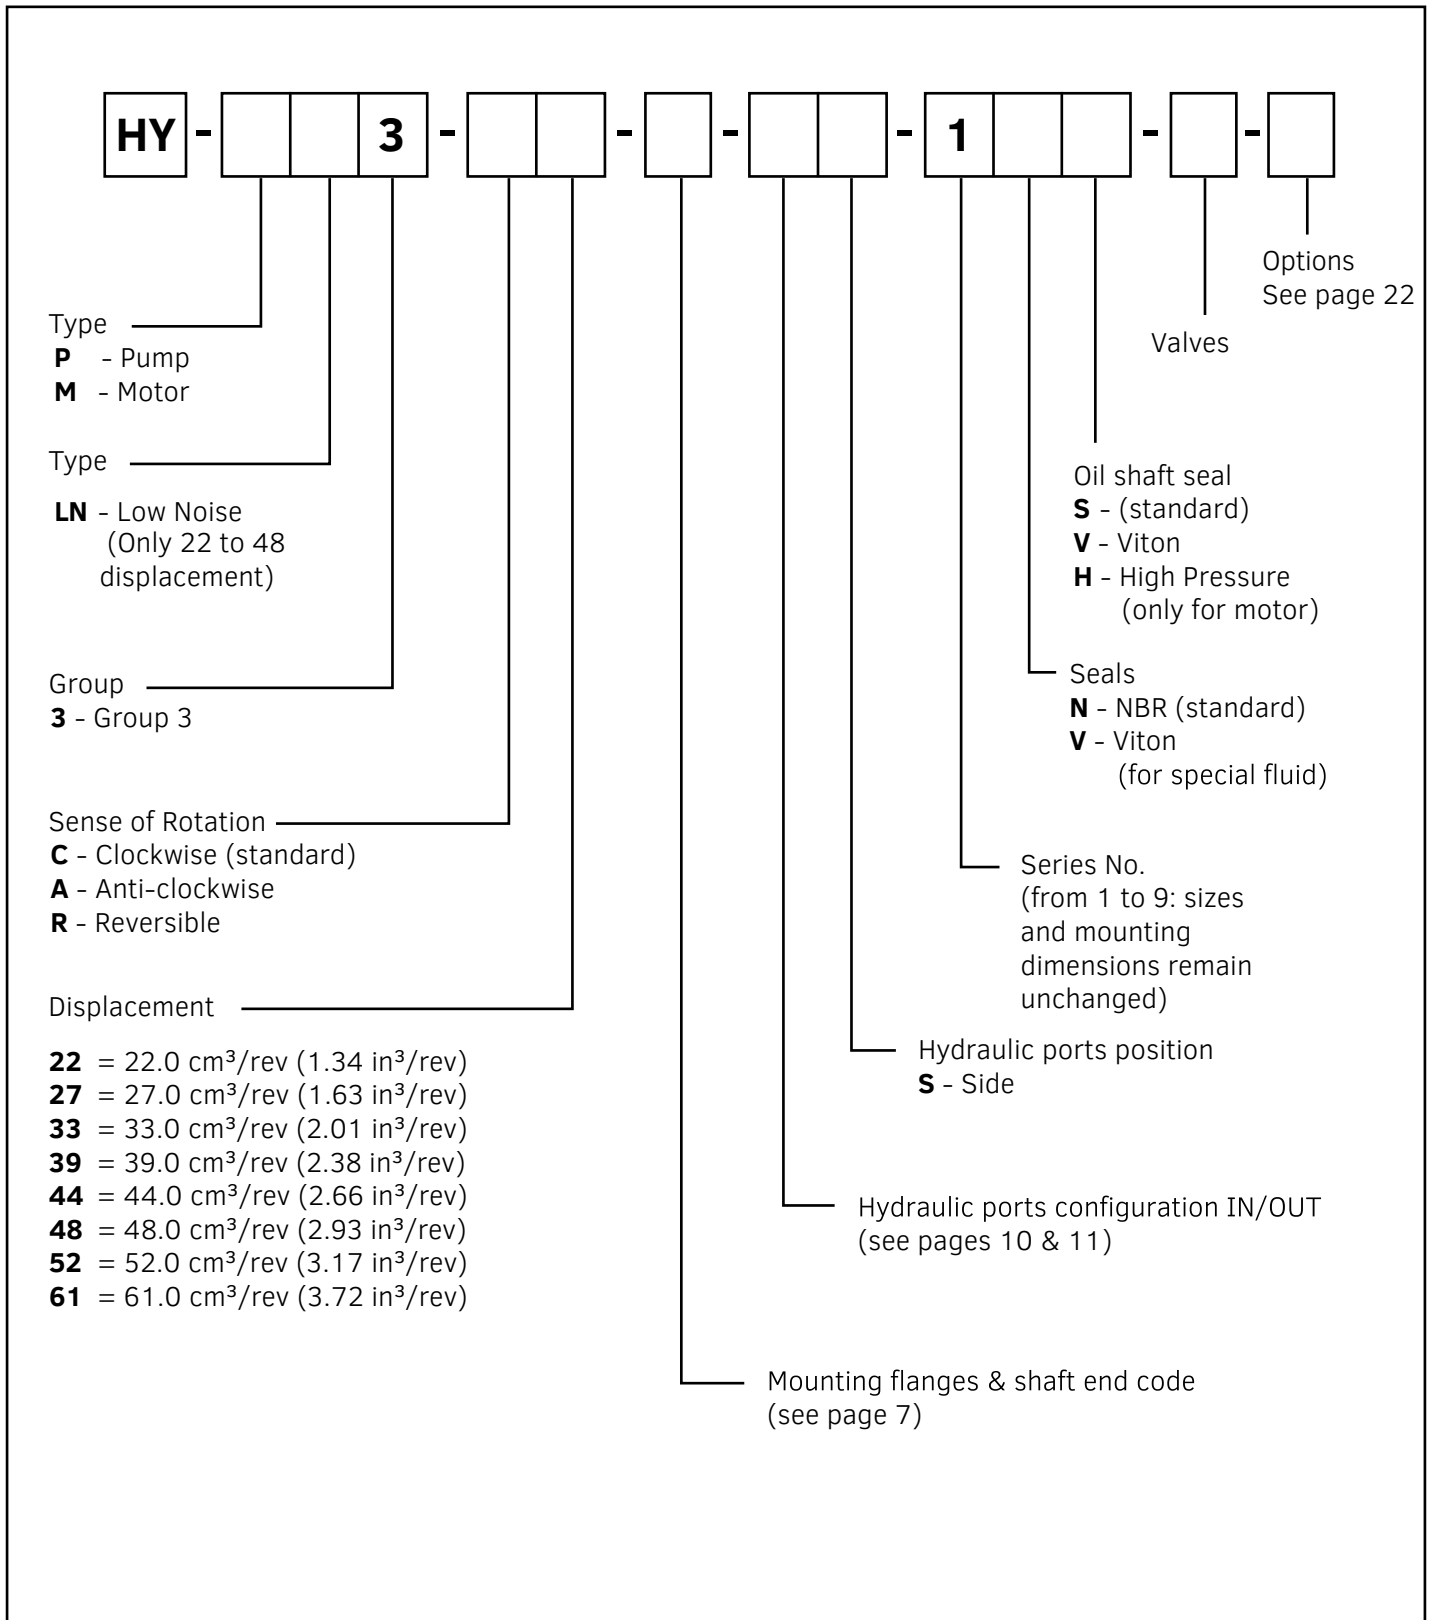 HY - 3 - - - - 1 - -
Options
See page 22
Valves
Type
P - Pump
M - Motor
Type
LN - Low Noise
(Only 22 to 48
displacement)
Group
3 - Group 3
Sense of Rotation
C - Clockwise (standard)
A - Anti-clockwise
R - Reversible
Displacement
22 = 22.0 cm³/rev (1.34 in³/rev)
27 = 27.0 cm³/rev (1.63 in³/rev)
33 = 33.0 cm³/rev (2.01 in³/rev)
39 = 39.0 cm³/rev (2.38 in³/rev)
44 = 44.0 cm³/rev (2.66 in³/rev)
48 = 48.0 cm³/rev (2.93 in³/rev)
52 = 52.0 cm³/rev (3.17 in³/rev)
61 = 61.0 cm³/rev (3.72 in³/rev)
Oil shaft seal
S - (standard)
V - Viton
H - High Pressure
(only for motor)
Seals
N - NBR (standard)
V - Viton
(for special fluid)
Series No.
(from 1 to 9: sizes
and mounting
dimensions remain
unchanged)
Hydraulic ports position
S - Side
Hydraulic ports configuration IN/OUT
(see pages 10 & 11)
Mounting flanges & shaft end code
(see page 7)